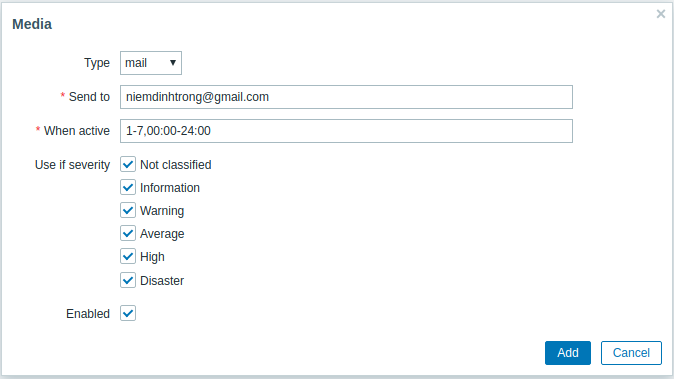 Media
Type mail
* Send to niemdinhtrong@gmail.com
* When active 1-7,00:00-24:00
Use if severity Not classified
Information
Warning
Average
High
Disaster
Enabled
Add Cancel